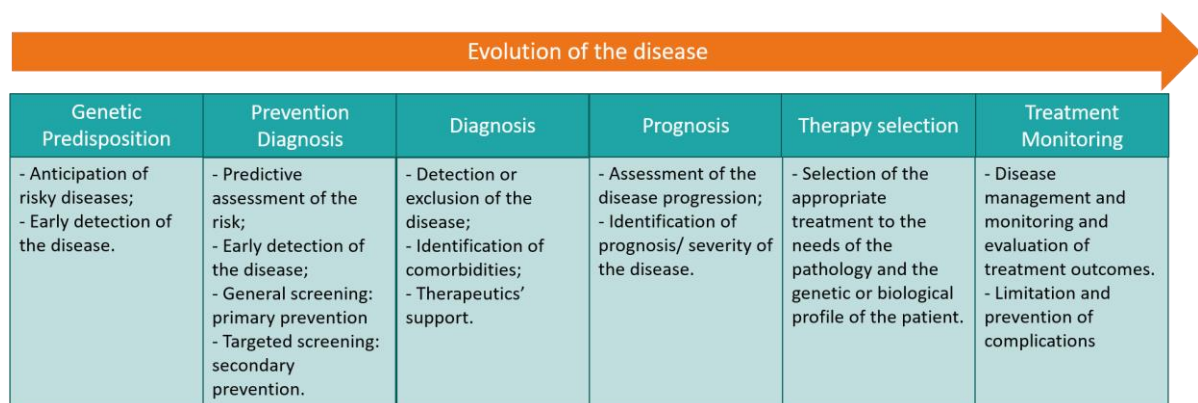 Evolution of the disease
Genetic
Predisposition
- Anticipation of
risky diseases;
- Early detection of
the disease.
Prevention
Diagnosis
- Predictive
assessment of the
risk;
- Early detection of
the disease;
- General screening:
primary prevention
- Targeted screening:
secondary
prevention.
Diagnosis
- Detection or
exclusion of the
disease;
- Identification of
comorbidities;
- Therapeutics'
support.
Prognosis
- Assessment of the
disease progression;
- Identification of
prognosis/ severity of
the disease.
Therapy selection
- Selection of the
appropriate
treatment to the
needs of the
pathology and the
genetic or biological
profile of the patient.
Treatment
Monitoring
- Disease
management and
monitoring and
evaluation of
treatment outcomes.
- Limitation and
prevention of
complications